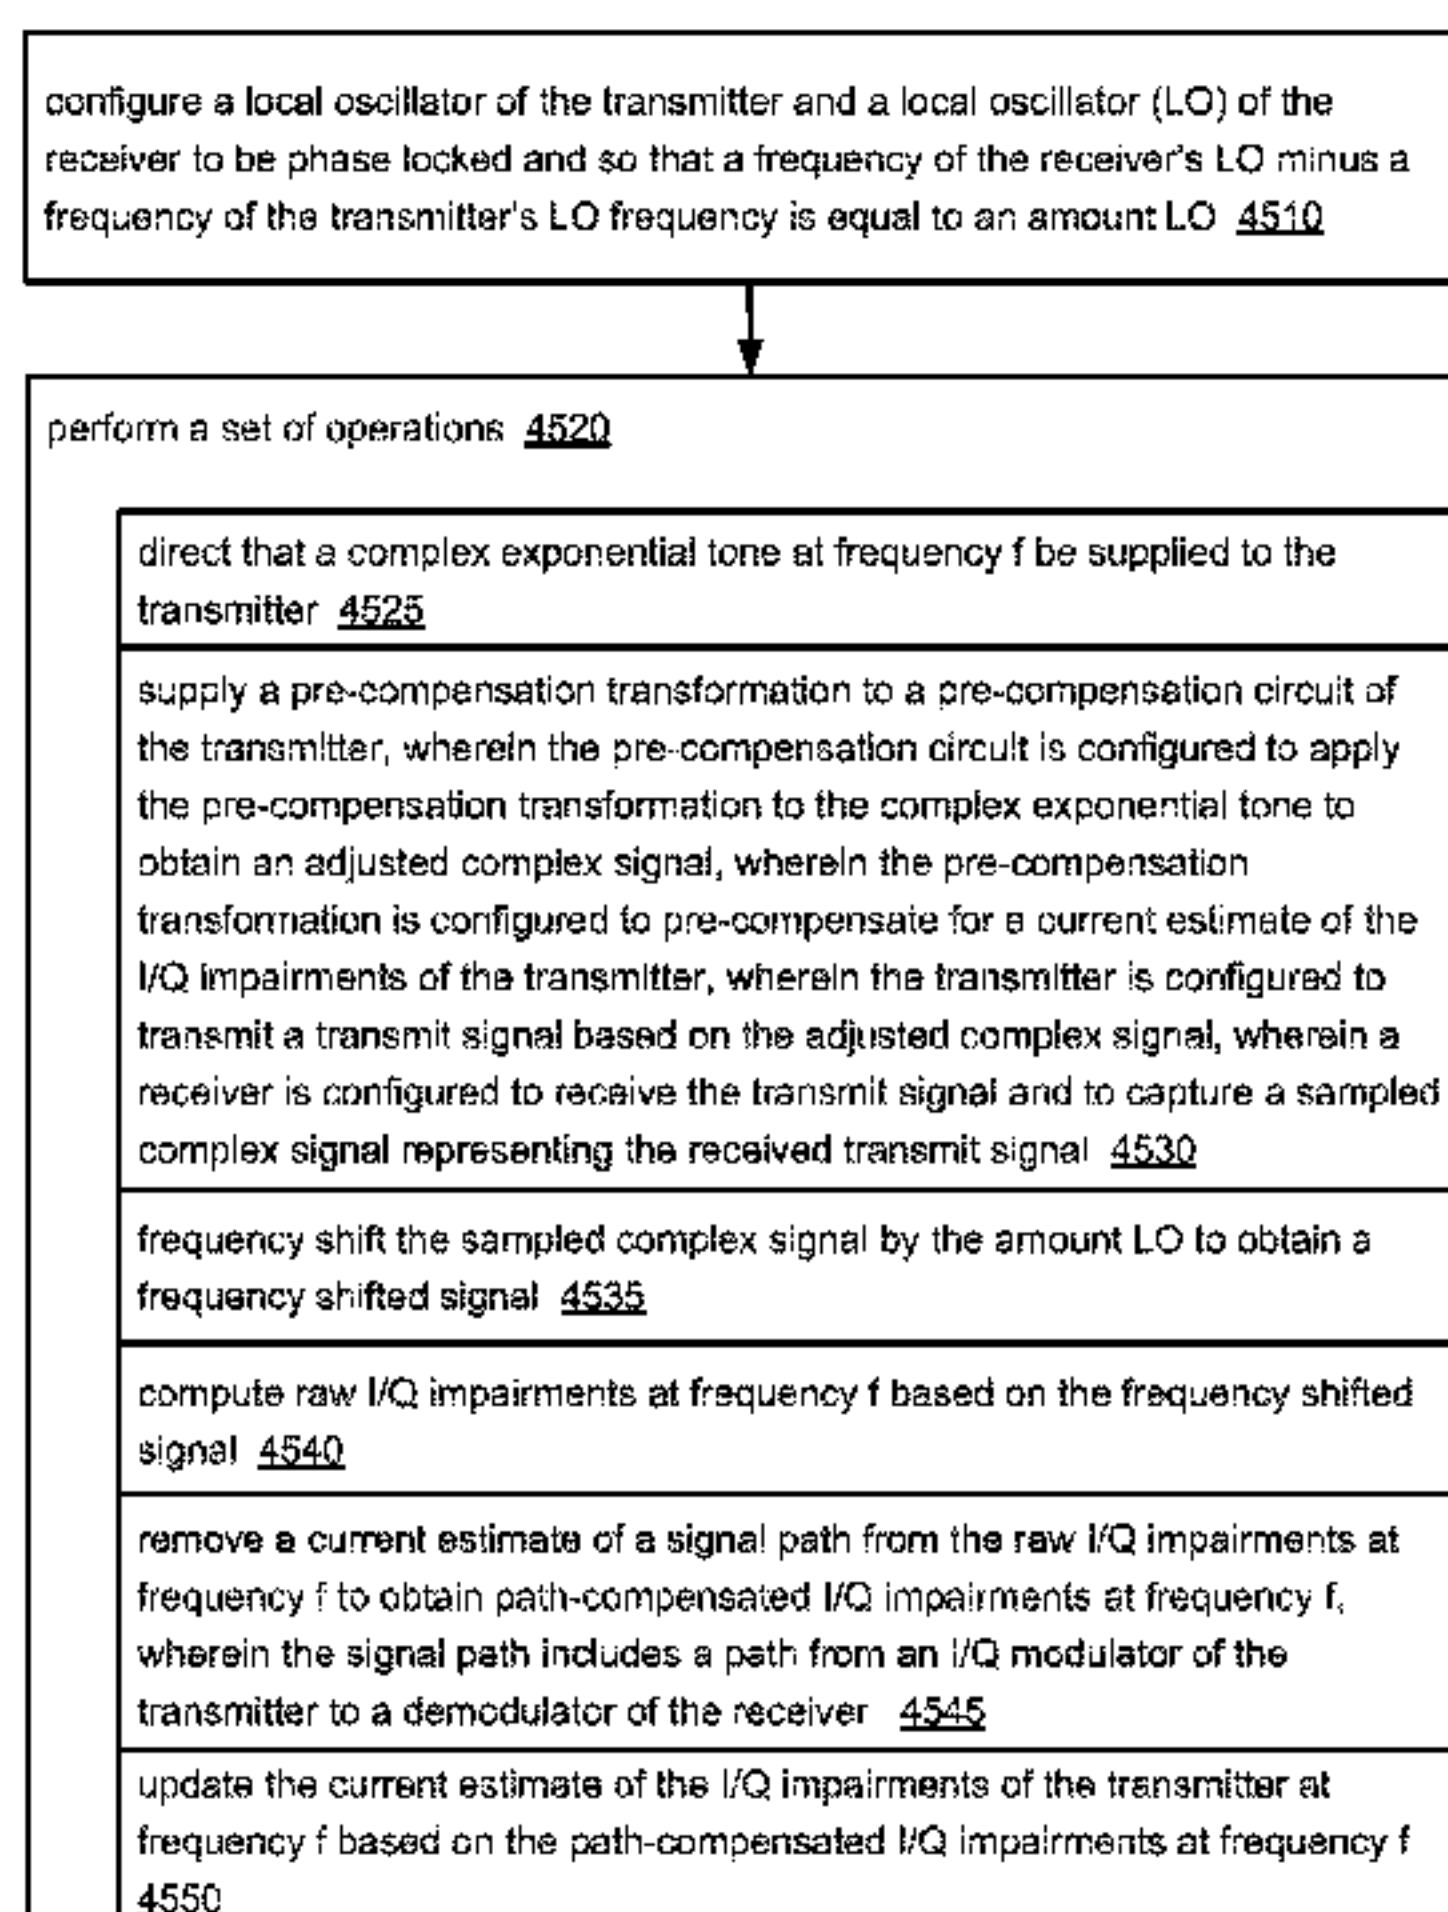 configure a local oscillator of the transmitter and a local oscillator (LO) of the
receiver to be phase locked and so that a frequency of the receiver's LO minus a
frequency of the transmitter's LO frequency is equal to an amount LO 4510
perform a set of operations 4520
direct that a complex exponential tone at frequency f be supplied to the
transmitter 4525
supply a pre-compensation transformation to a pre-compensation circuit of
the transmitter, wherein the pre-compensation circuit is configured to apply
the pre-compensation transformation to the complex exponential tone to
obtain an adjusted complex signal, wherein the pre-compensation
transformation is configured to pre-compensate for a current estimate of the
I/Q impairments of the transmitter, wherein the transmitter is configured to
transmit a transmit signal based on the adjusted complex signal, wherein a
receiver is configured to receive the transmit signal and to capture a sampled
complex signal representing the received transmit signal 4530
frequency shift the sampled complex signal by the amount LO to obtain a
frequency shifted signal 4535
compute raw I/Q impairments at frequency f based on the frequency shifted
signal 4540
remove a current estimate of a signal path from the raw I/Q impairments at
frequency f to obtain path-compensated I/Q impairments at frequency f,
wherein the signal path includes a path from an I/Q modulator of the
transmitter to a demodulator of the receiver 4545
update the current estimate of the I/Q impairments of the transmitter at
frequency f based on the path-compensated I/Q impairments at frequency f
4550